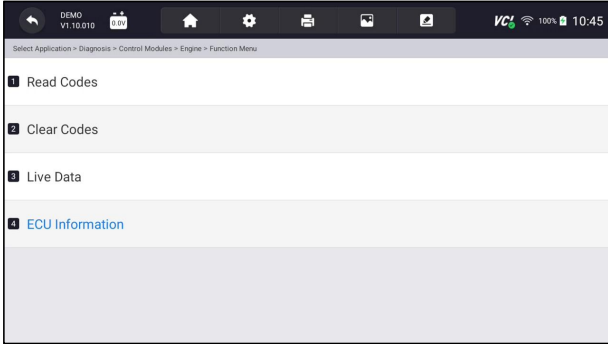 DEMO
V1.10.010
0.0V
VCI
100%
10:45
Select Application > Diagnosis > Control Modules > Engine > Function Menu
1 Read Codes
2 Clear Codes
3 Live Data
4 ECU Information